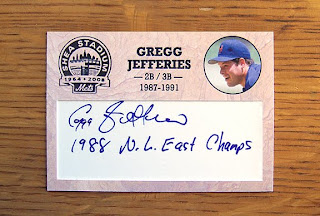 SHEA STADIUM
1964 • 2008
Mets
GREGG
JEFFERIES
2B / 3B
1987-1991
1988 N.L. East Champs